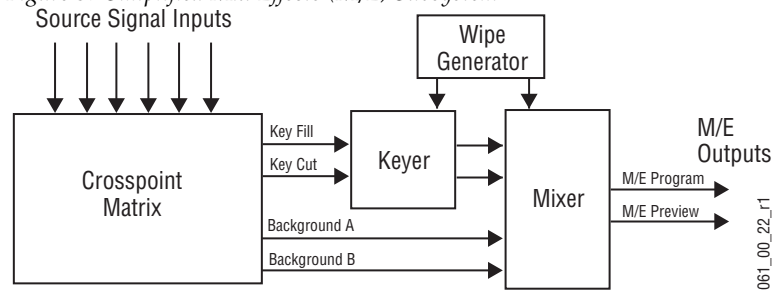 Source Signal Inputs
Wipe
Generator
Key Fill
Key Cut
Keyer
Crosspoint
Matrix
Mixer
M/E
Outputs
M/E Program
M/E Preview
Background A
Background B
061_00_22_r1